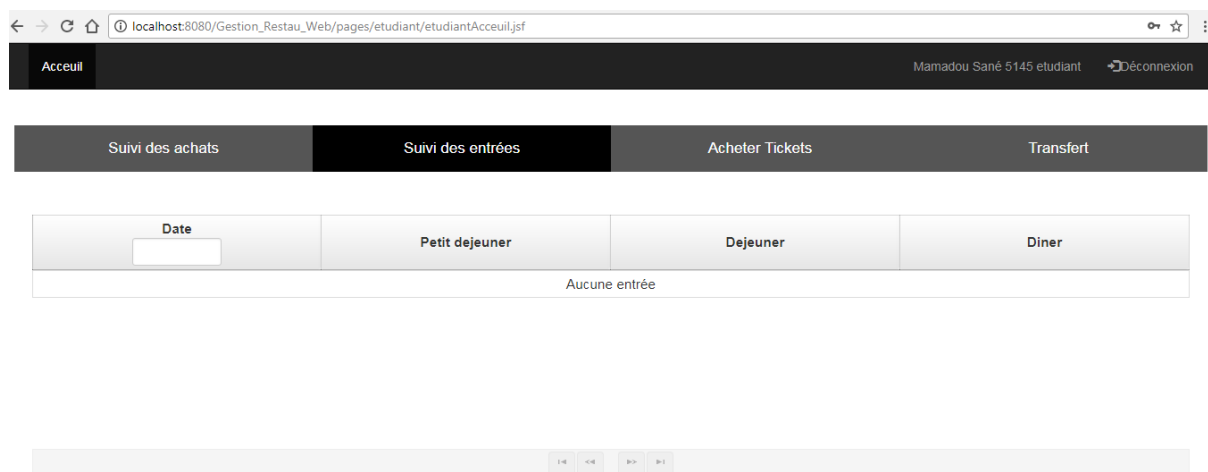 localhost:8080/Gestion_Restau_Web/pages/etudiant/etudiantAcceuil.jsf
Acceuil Mamadou Sané 5145 etudiant Déconnexion
Suivi des achats Suivi des entrées Acheter Tickets Transfert
Date Petit dejeuner Dejeuner Diner
Aucune entrée